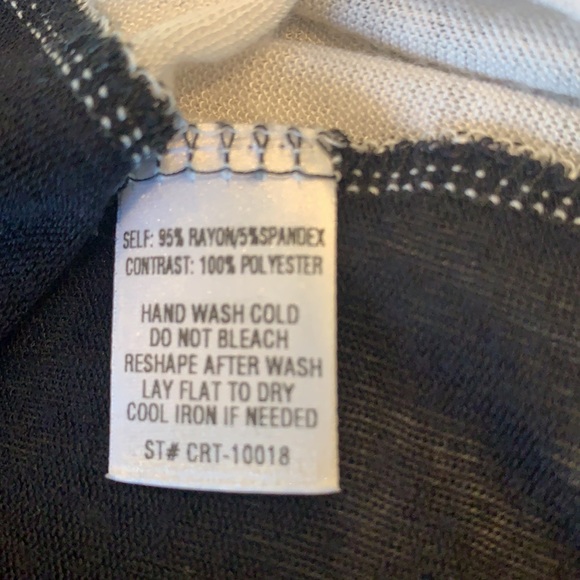 SELF: 95% RAYON/5%SPANDEX
CONTRAST: 100% POLYESTER
HAND WASH COLD
DO NOT BLEACH
RESHAPE AFTER WASH
LAY FLAT TO DRY
COOL IRON IF NEEDED
ST# CRT-10018